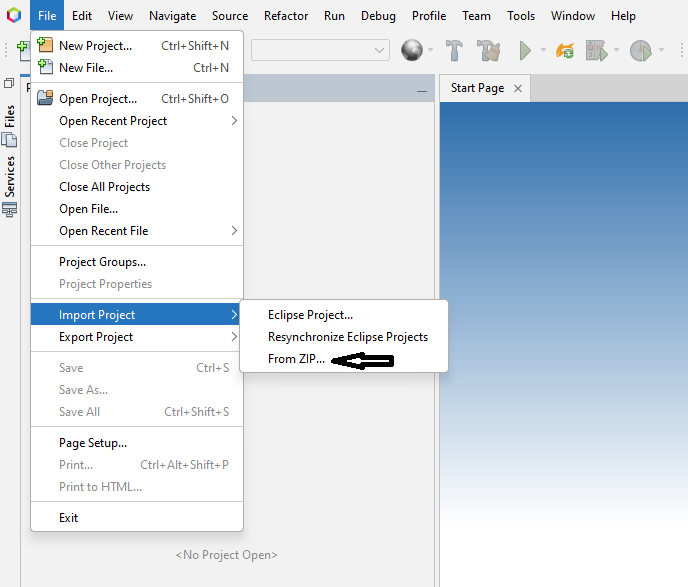 File Edit View Navigate Source Refactor Run Debug Profile Team Tools Window Help
New Project... Ctrl+Shift+N
New File... Ctrl+N
Open Project... Ctrl+Shift+O
Open Recent Project
Close Project
Close Other Projects
Close All Projects
Open File...
Open Recent File
Project Groups...
Project Properties
Import Project
Export Project
Save Ctrl+S
Save As...
Save All Ctrl+Shift+S
Page Setup...
Print... Ctrl+Alt+Shift+P
Print to HTML...
Exit
Eclipse Project...
Resynchronize Eclipse Projects
From ZIP...
Files
Services
Start Page
<No Project Open>